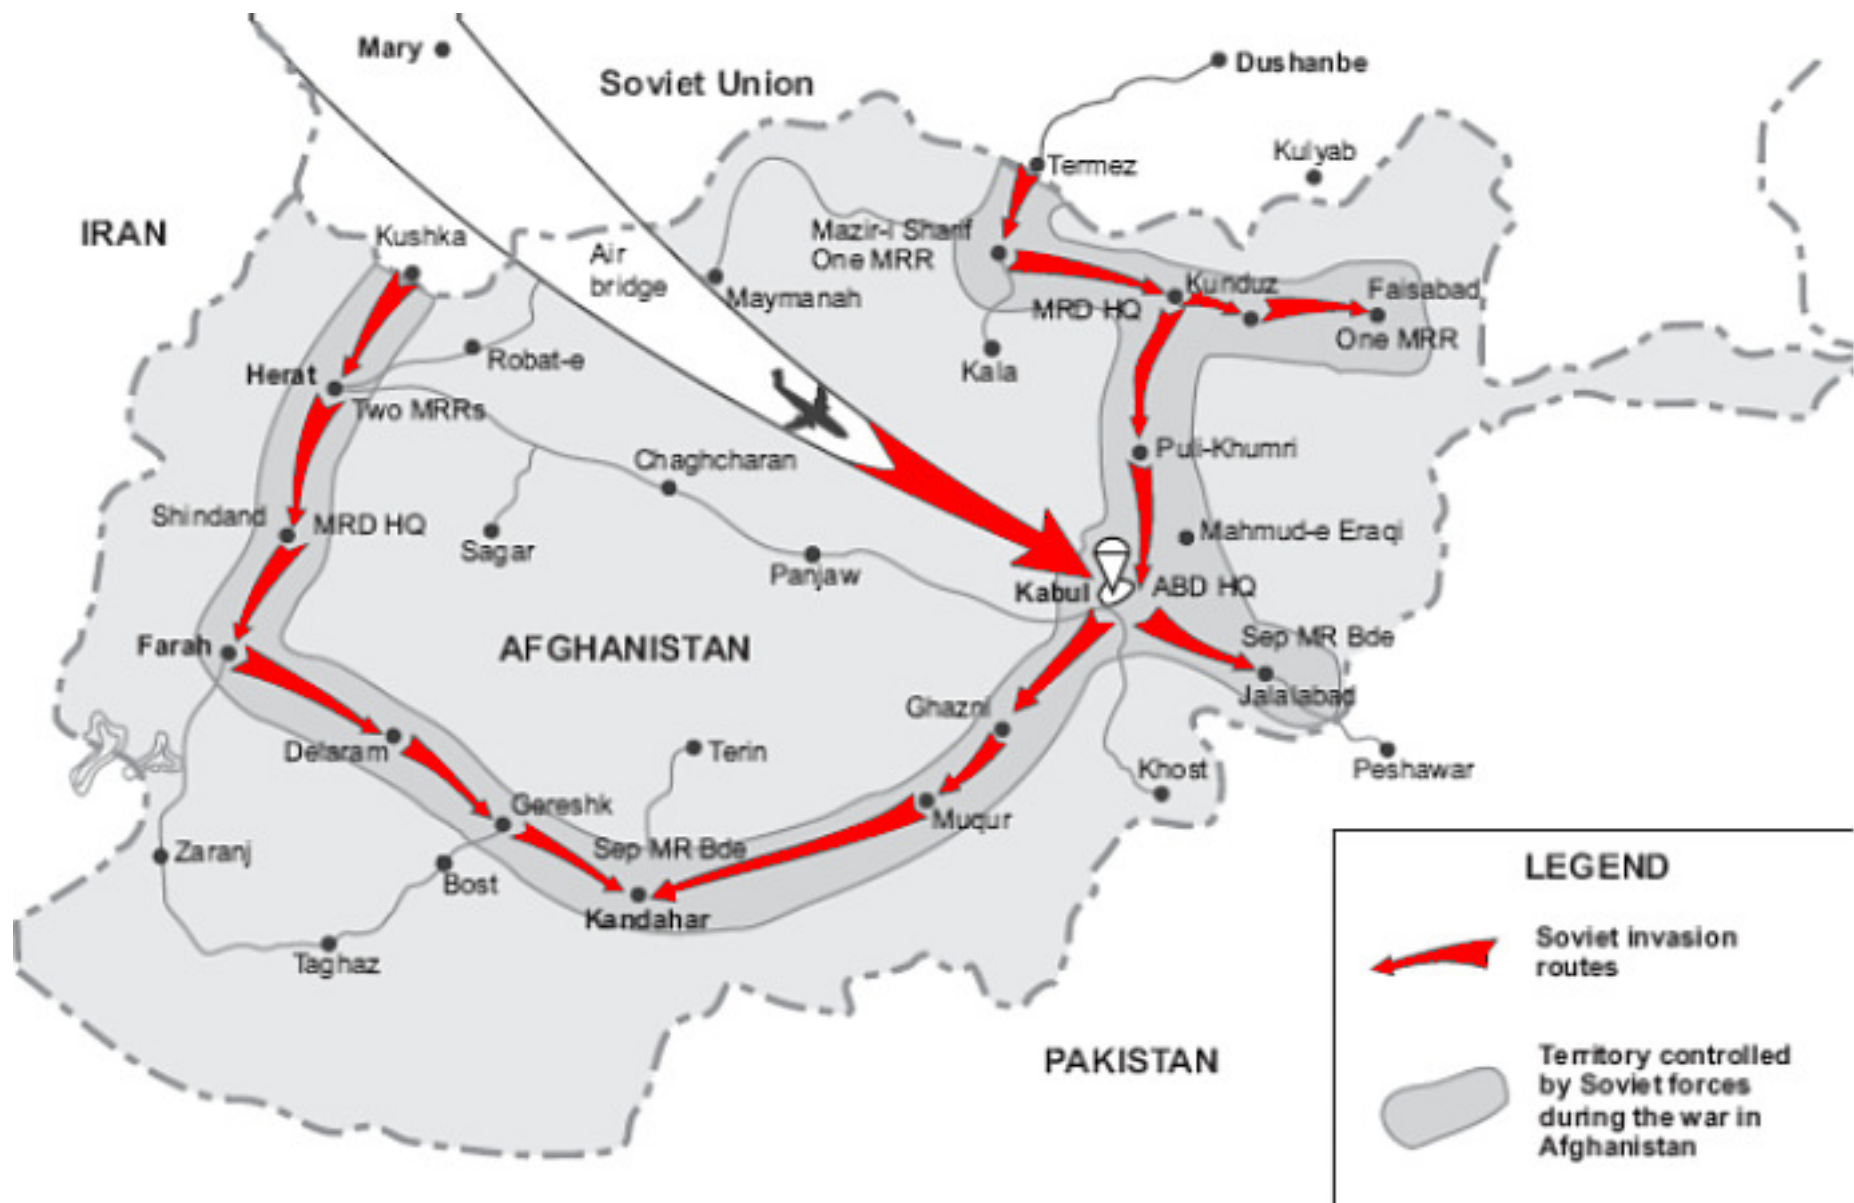 Mary
Soviet Union
Dushanbe
Kulyab
Termez
IRAN
Kushka
Air
bridge
Mazir-i Sharif
One MRR
Maymanah
MRD HQ
Kunduz
Faisabad
One MRR
Kala
Robat-e
Herat
Two MRRs
Chaghcharan
Puli-Khumri
Shindand
MRD HQ
Sagar
Panjaw
Mahmud-e Eraqi
Kabul
ABD HQ
Farah
AFGHANISTAN
Sep MR Bde
Jalalabad
Ghazni
Delaram
Terin
Khost
Peshawar
Gereshk
Muqur
Zaranj
Bost
Sep MR Bde
Kandahar
Taghaz
PAKISTAN
LEGEND
Soviet invasion
routes
Territory controlled
by Soviet forces
during the war in
Afghanistan